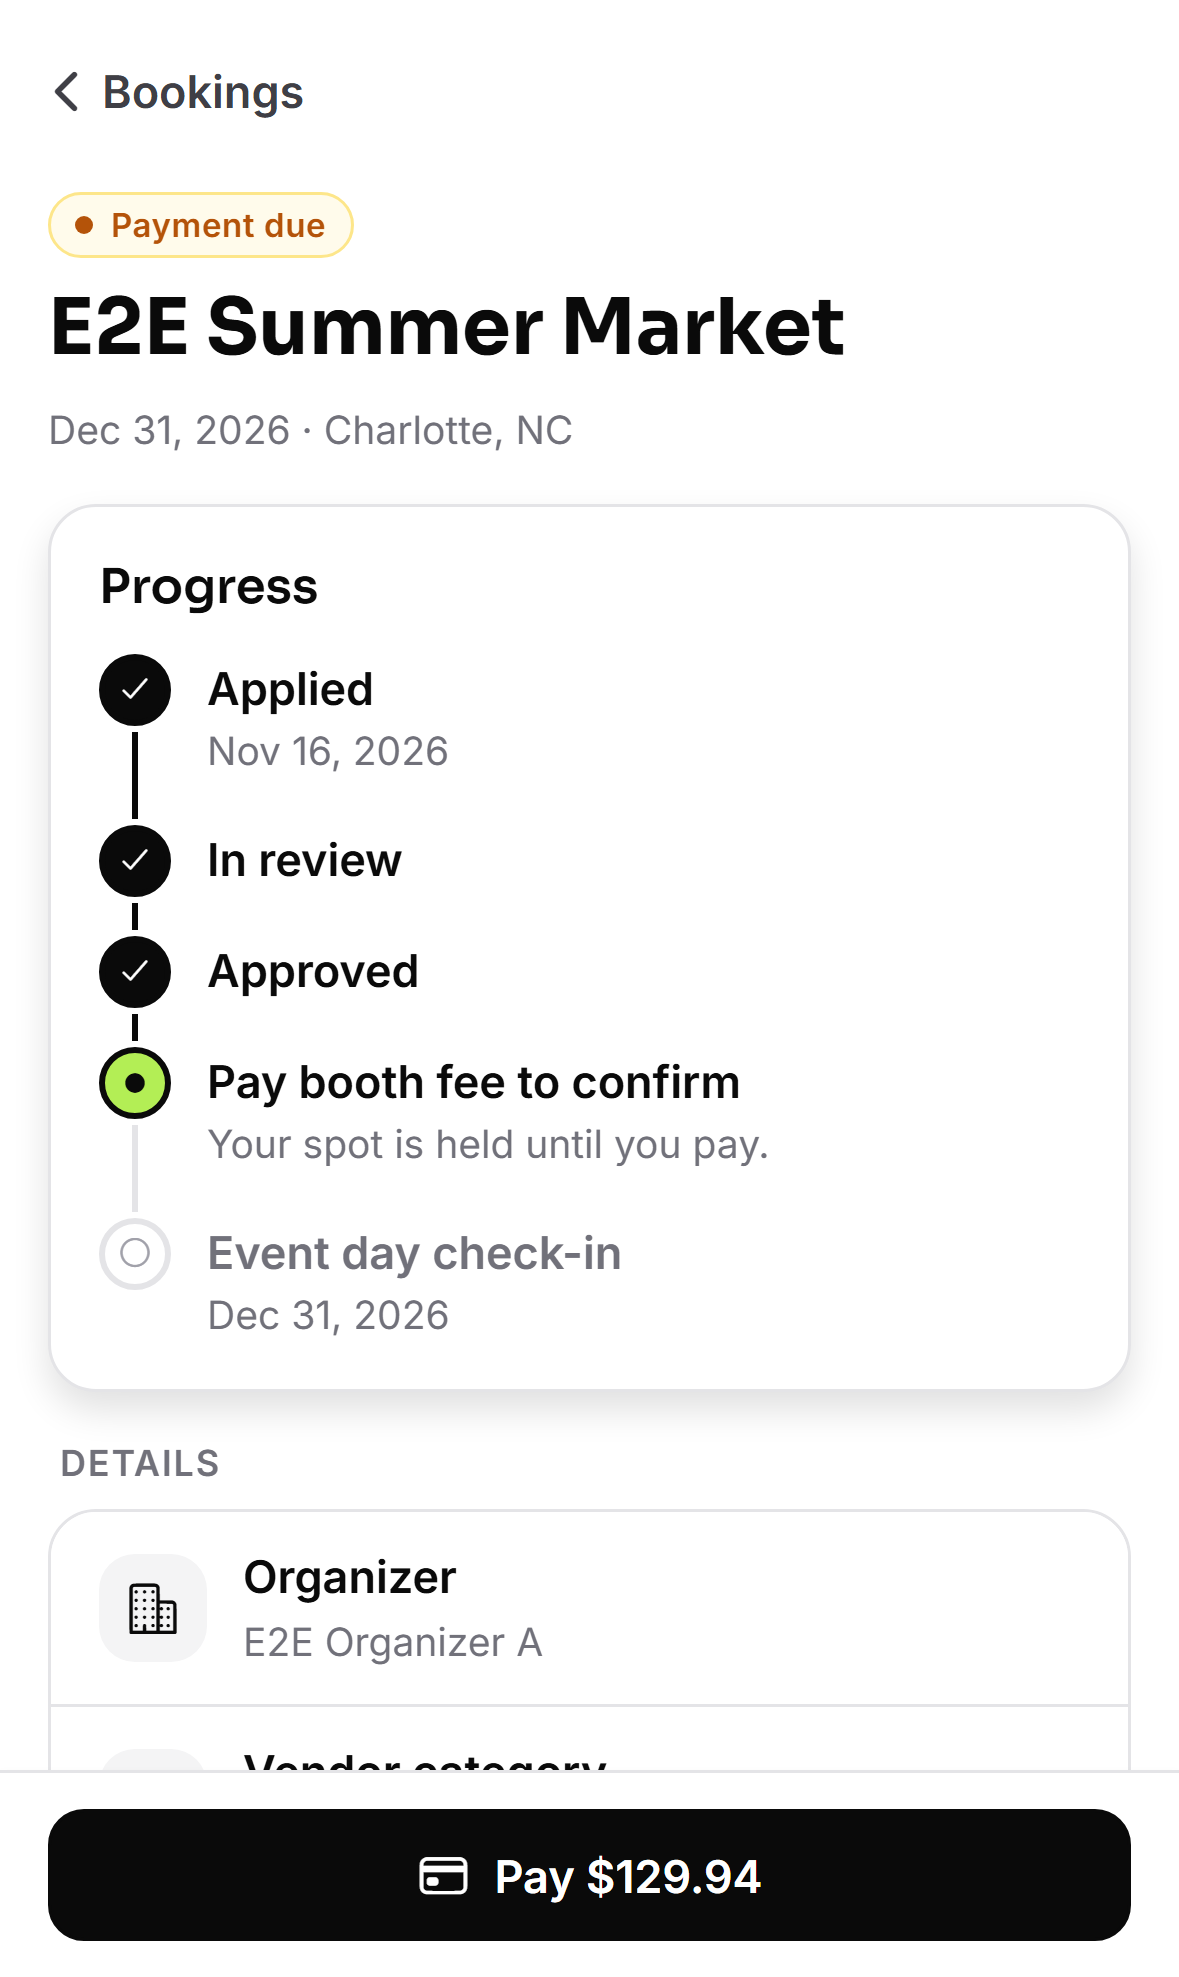 Bookings
Payment due
E2E Summer Market
Dec 31, 2026 · Charlotte, NC
Progress
Applied
Nov 16, 2026
In review
Approved
Pay booth fee to confirm
Your spot is held until you pay.
Event day check-in
Dec 31, 2026
DETAILS
Organizer
E2E Organizer A
Vendor category
Pay $129.94